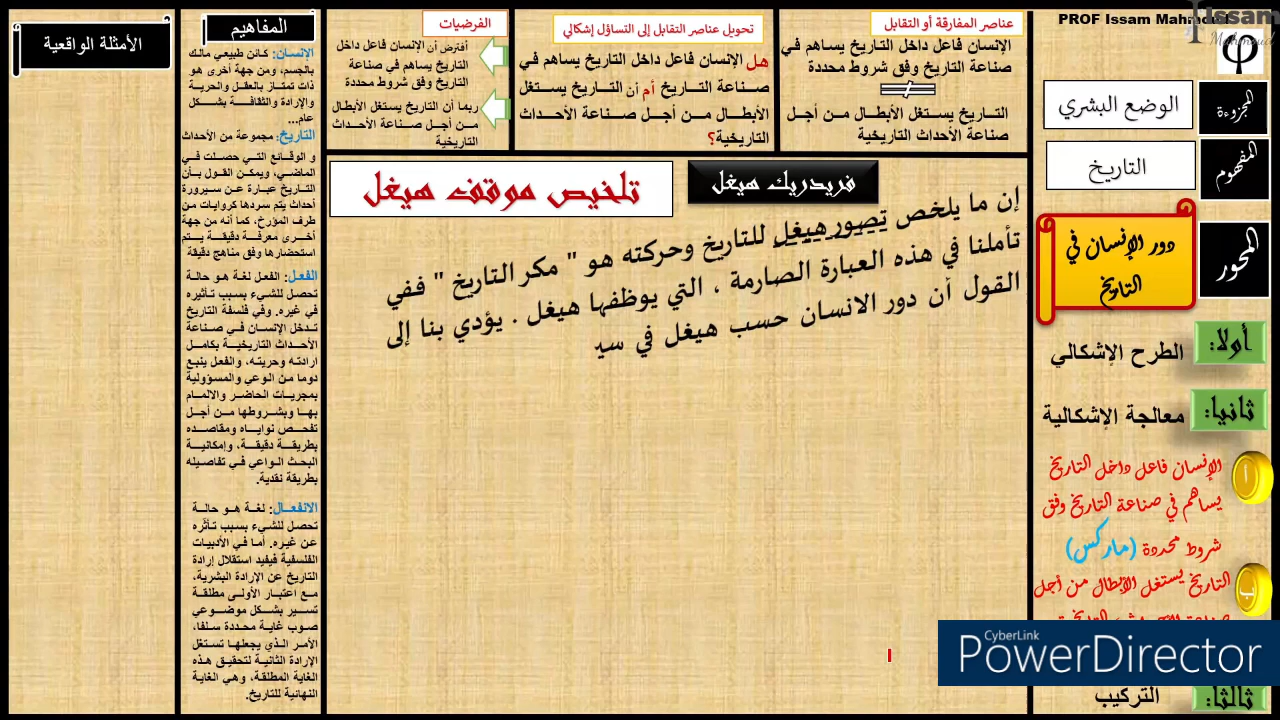 PROF Issam Mahmoud
Issam
Mahmoud
المجزوءة
الوضع البشري
المفهوم
التاريخ
المحور
دور الإنسان في
التاريخ
أولا:
الطرح الإشكالي
ثانيا:
معالجة الإشكالية
أ
الإنسان فاعل داخل التاريخ
يساهم في صناعة التاريخ وفق
شروط محددة (ماركس)
ب
التاريخ يستغل الأبطال من أجل
ثالثا:
التركيب
عناصر المفارقة أو التقابل
الإنسان فاعل داخل التاريخ يساهم في
صناعة التاريخ وفق شروط محددة
التاريخ يستغل الأبطال من أجل
صناعة الأحداث التاريخية
تحويل عناصر التقابل إلى التساؤل إشكالي
هل الإنسان فاعل داخل التاريخ يساهم في
صناعة التاريخ أم أن التاريخ يستغل
الأبطال من أجل صناعة الأحداث
التاريخية؟
الفرضيات
أفترض أن الإنسان فاعل داخل
التاريخ يساهم في صناعة
التاريخ وفق شروط محددة
ربما أن التاريخ يستغل الأبطال
من أجل صناعة الأحداث
التاريخية
فريدريك هيغل
تلخيص موقف هيغل
إن ما يلخص تصور هيغل للتاريخ وحركته هو " مكر التاريخ " ففي
تأملنا في هذه العبارة الصارمة ، التي يوظفها هيغل . يؤدي بنا إلى
القول أن دور الانسان حسب هيغل في سي
المفاهيم
الإنسان: كائن طبيعي مالك
بالجسم، ومن جهة أخرى هو
ذات تمتاز بالعقل والحرية
والإرادة والثقافة بشكل
عام...
التاريخ: مجموعة من الأحداث
و الوقائع التي حصلت في
الماضي، ويمكن القول بأن
التاريخ عبارة عن سيرورة
أحداث يتم سردها كروايات من
طرف المؤرخ، كما أنه من جهة
أخرى معرفة دقيقة يتم
استحضارها وفق مناهج دقيقة
الفعل: الفعل لغة هو حالة
تحصل للشيء بسبب تأثيره
في غيره. وفي فلسفة التاريخ
تدخل الإنسان في صناعة
الأحداث التاريخية بكامل
ارادته وحريته، والفعل ينبع
دوما من الوعي والمسؤولية
بمجريات الحاضر والالمام
بها وبشروطها من أجل
تفحص نواياه ومقاصده
بطريقة دقيقة، وإمكانية
البحث الواعي في تفاصيله
بطريقة نقدية.
الانفعال: لغة هو حالة
تحصل للشيء بسبب تأثره
عن غيره. أما في الأدبيات
الفلسفية فيفيد استقلال إرادة
التاريخ عن الإرادة البشرية،
مع اعتبار الأولى مطلقة
تسير بشكل موضوعي
صوب غاية محددة سلفا،
الأمر الذي يجعلها تستغل
الإرادة الثانية لتحقيق هذه
الغاية المطلقة، وهي الغاية
النهائية للتاريخ.
الأمثلة الواقعية
CyberLink
PowerDirector